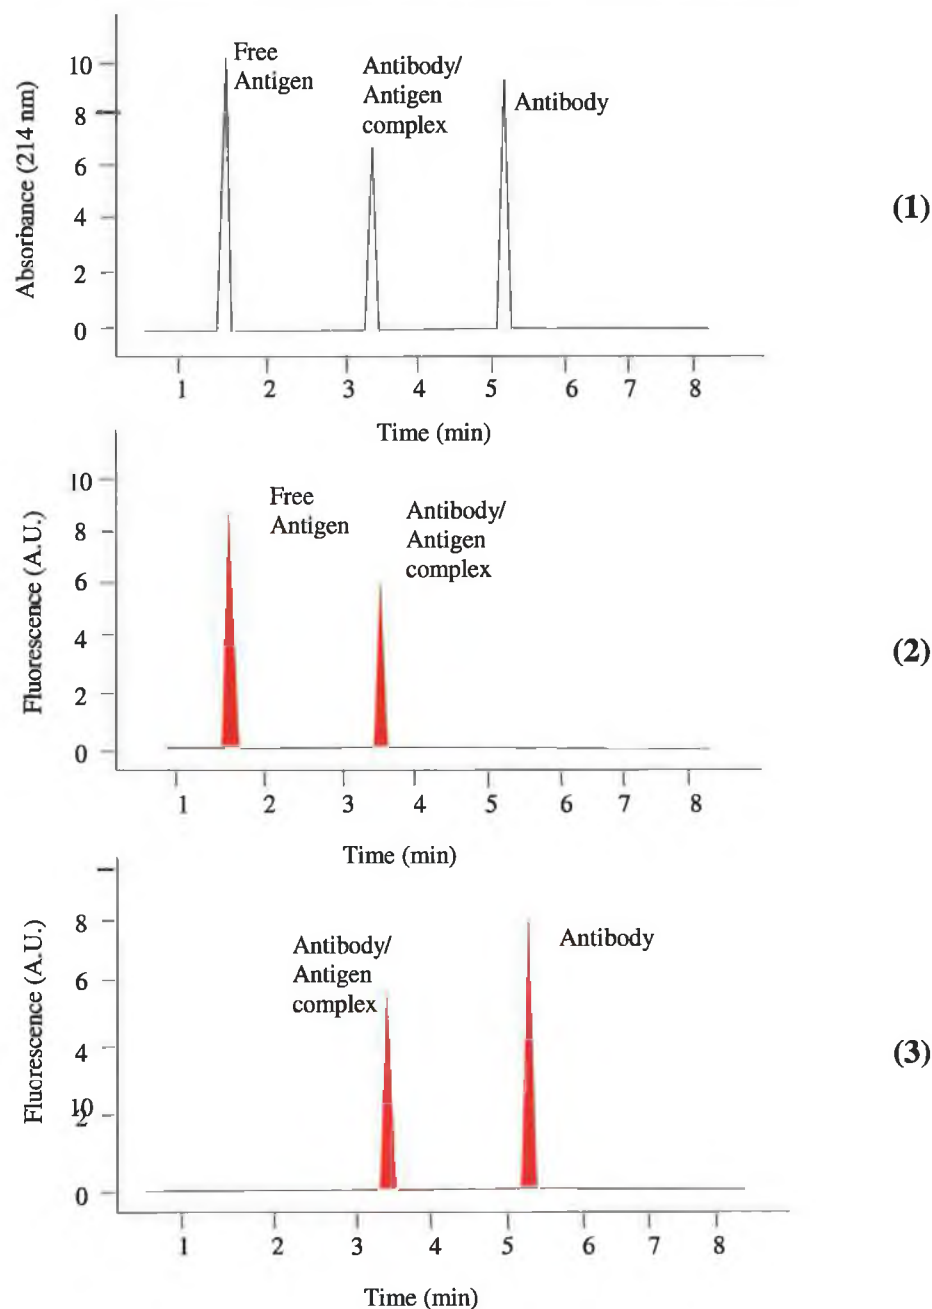 Absorbance (214 nm)
10
8
6
4
2
0
Free
Antigen
Antibody/
Antigen
complex
Antibody
(1)
1 2 3 4 5 6 7 8
Time (min)
Fluorescence (A.U.)
10
8
6
4
2
0
Free
Antigen
Antibody/
Antigen
complex
(2)
1 2 3 4 5 6 7 8
Time (min)
Fluorescence (A.U.)
8
6
4
10
2
0
Antibody/
Antigen
complex
Antibody
(3)
1 2 3 4 5 6 7 8
Time (min)